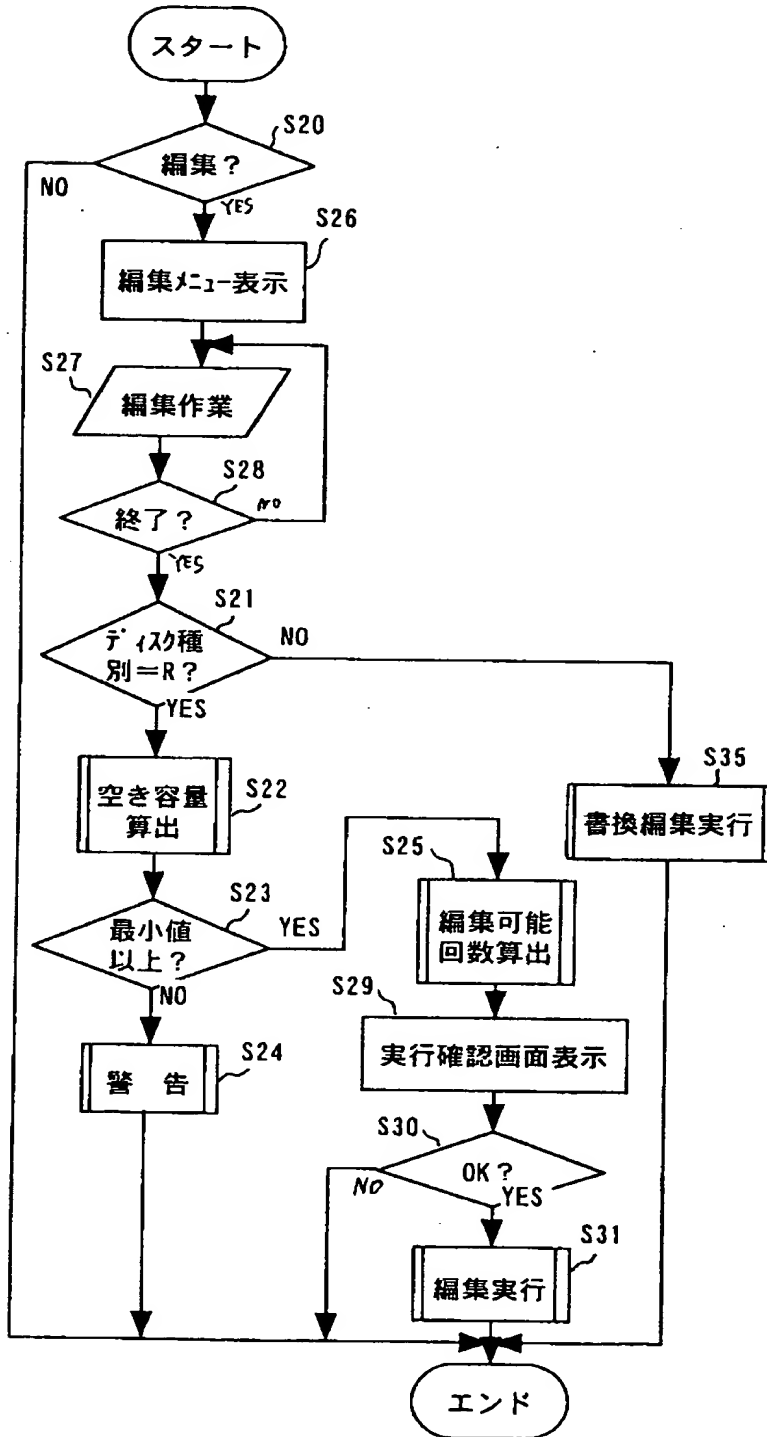 スタート
S20
編集？
NO
YES
S26
編集メニュー表示
S27
編集作業
S28
終了？
NO
YES
S21
ディスク種
別＝R？
NO
YES
S22
空き容量
算出
S35
書換編集実行
S23
最小値
以上？
YES
NO
S25
編集可能
回数算出
S24
警　告
S29
実行確認画面表示
S30
OK？
NO
YES
S31
編集実行
エンド